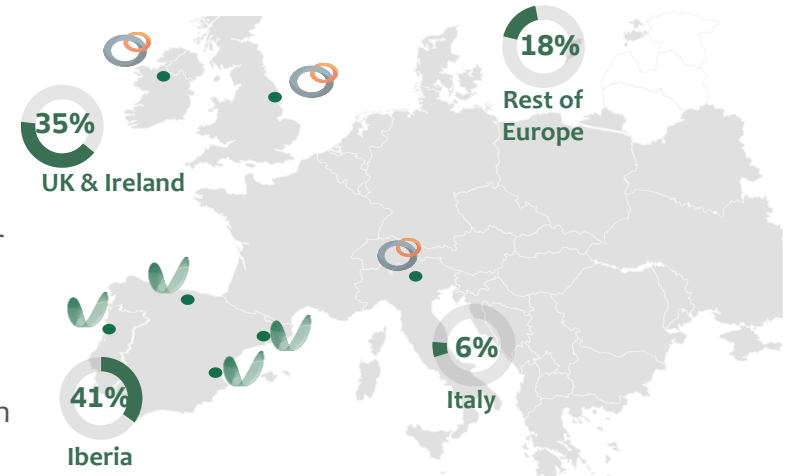 18%
Rest of
Europe
35%
UK & Ireland
6%
Italy
41%
Iberia